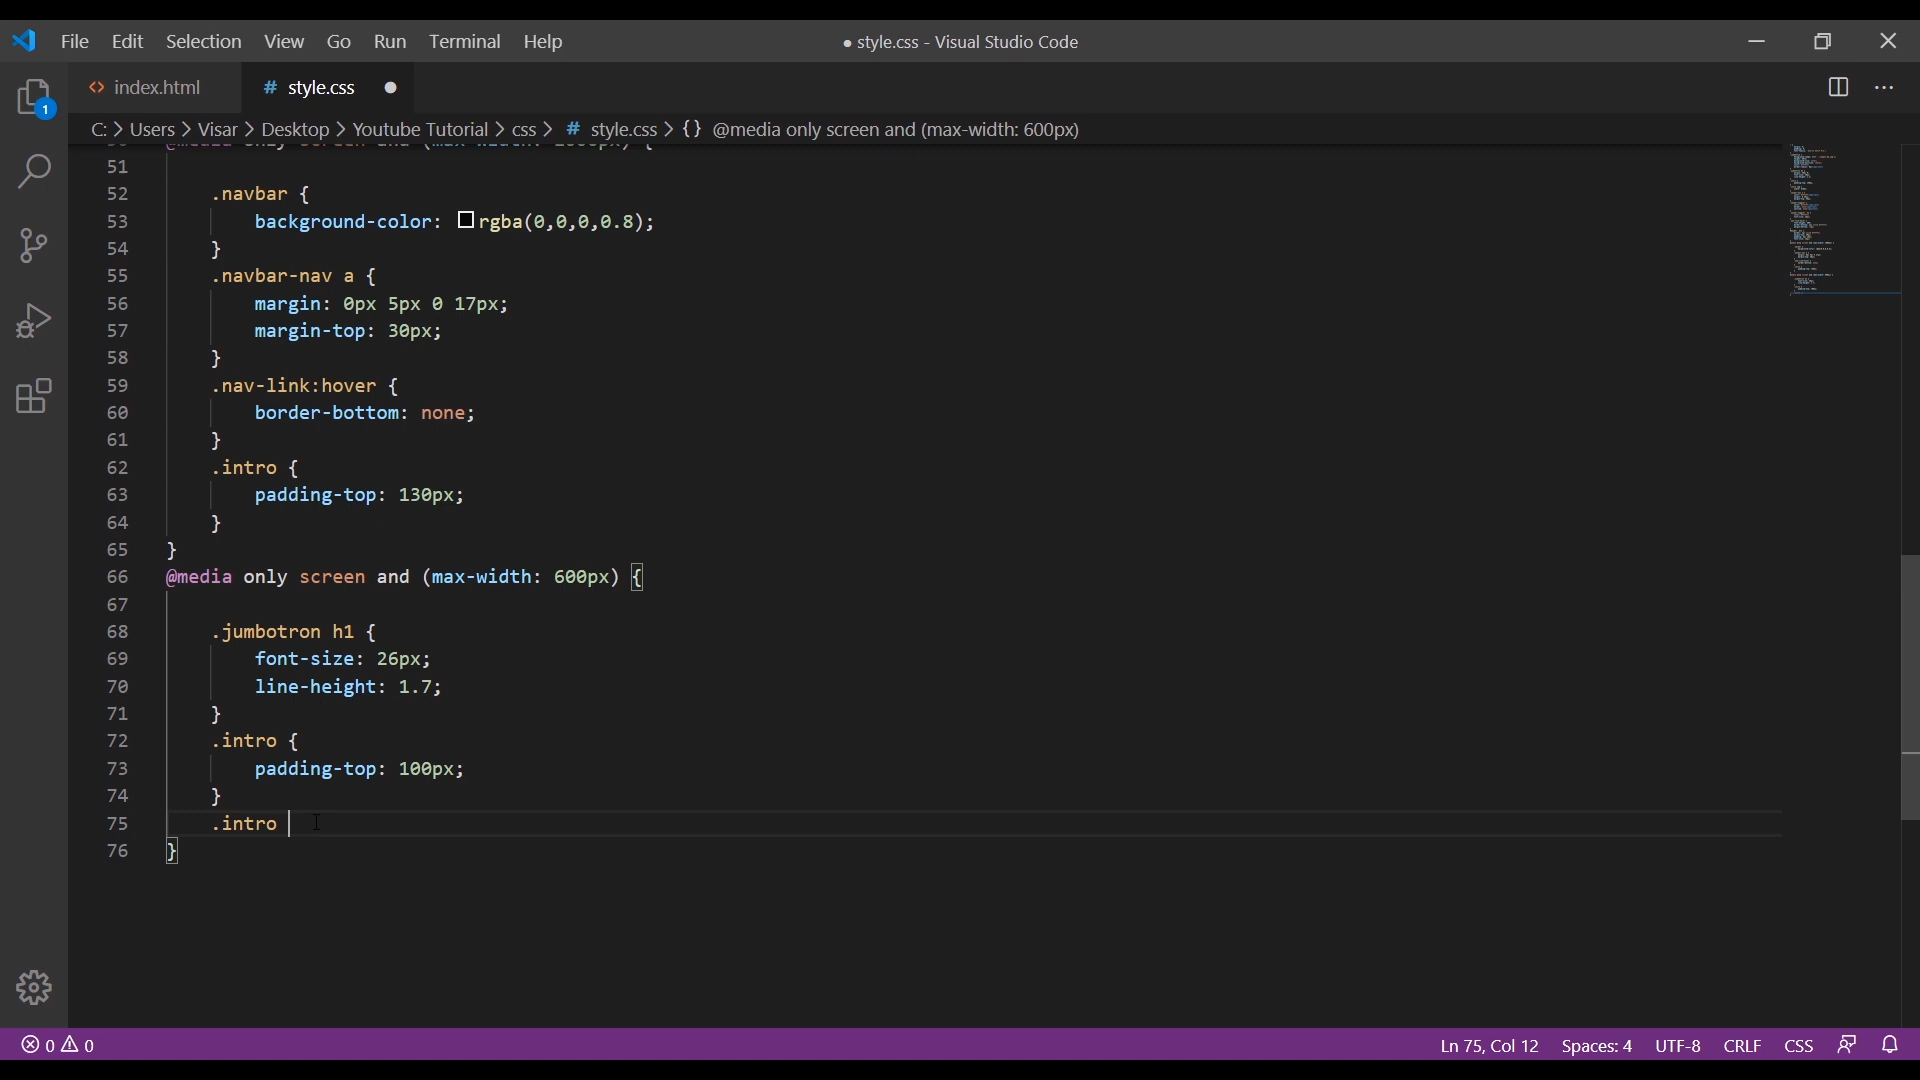 File Edit Selection View Go Run Terminal Help ● style.css - Visual Studio Code
<> index.html # style.css ●
C: > Users > Visar > Desktop > Youtube Tutorial > css > # style.css > {} @media only screen and (max-width: 600px)
51
52 .navbar {
53 background-color: rgba(0,0,0,0.8);
54 }
55 .navbar-nav a {
56 margin: 0px 5px 0 17px;
57 margin-top: 30px;
58 }
59 .nav-link:hover {
60 border-bottom: none;
61 }
62 .intro {
63 padding-top: 130px;
64 }
65 }
66 @media only screen and (max-width: 600px) {
67
68 .jumbotron h1 {
69 font-size: 26px;
70 line-height: 1.7;
71 }
72 .intro {
73 padding-top: 100px;
74 }
75 .intro
76 }
1
0 0 Ln 75, Col 12 Spaces: 4 UTF-8 CRLF CSS